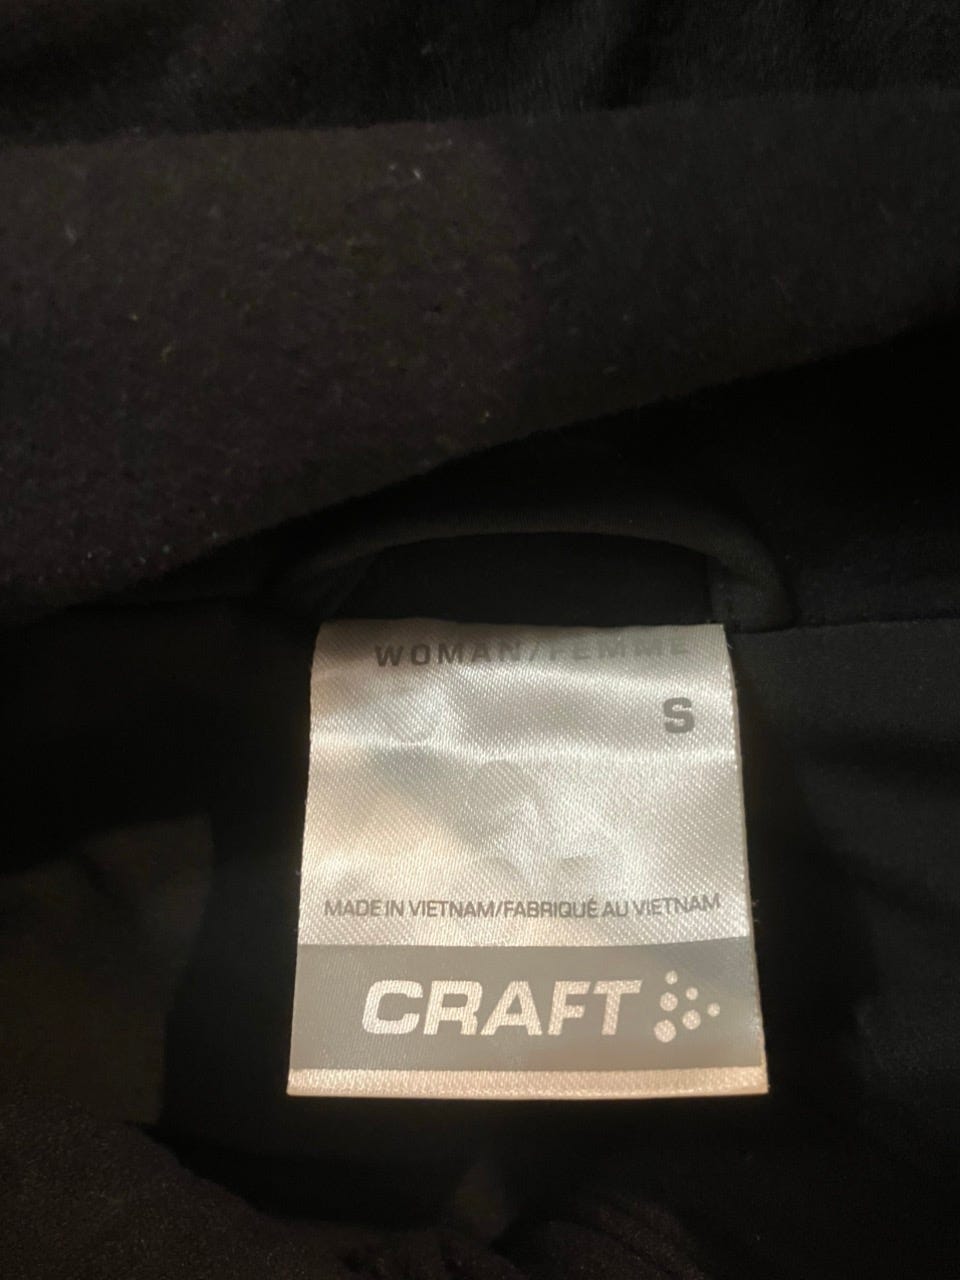 WOMAN/FEMME
S
MADE IN VIETNAM/FABRIQUÉ AU VIETNAM
CRAFT